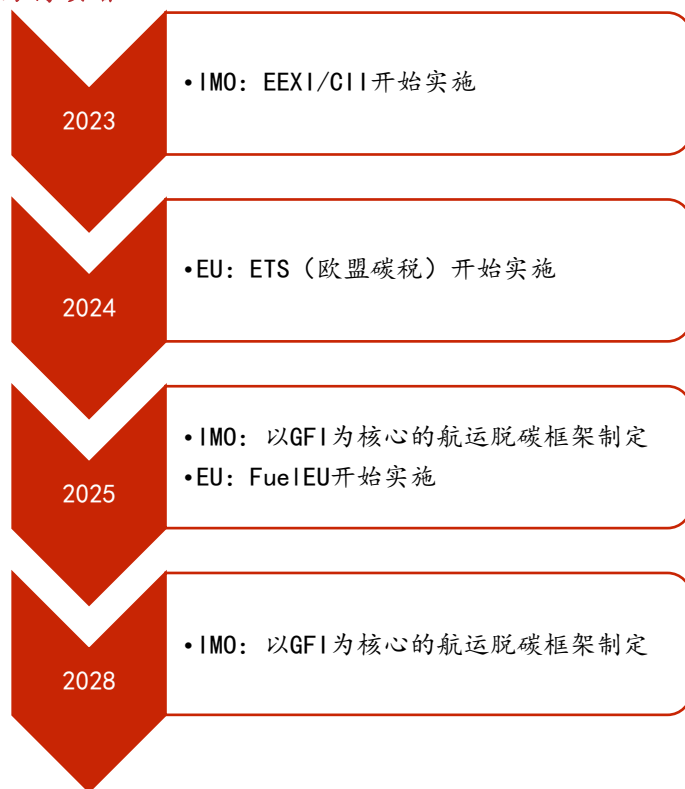 2023
•IMO: EEXI/CII开始实施
2024
•EU: ETS（欧盟碳税）开始实施
2025
•IMO: 以GFI为核心的航运脱碳框架制定
•EU: FuelEU开始实施
2028
•IMO: 以GFI为核心的航运脱碳框架制定